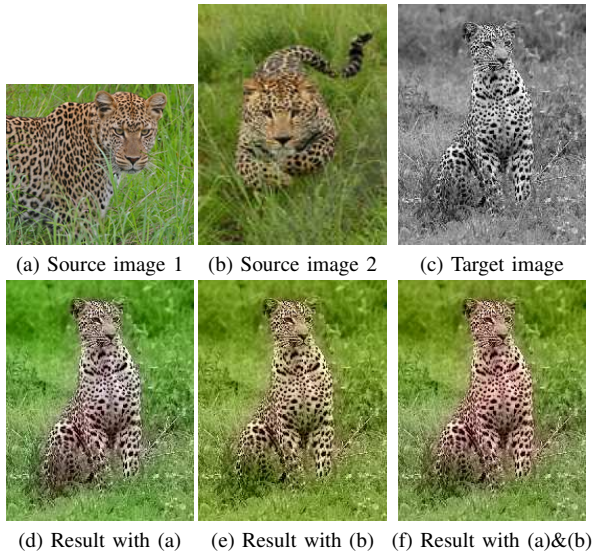 (a) Source image 1 (b) Source image 2 (c) Target image
(d) Result with (a) (e) Result with (b) (f) Result with (a)&(b)